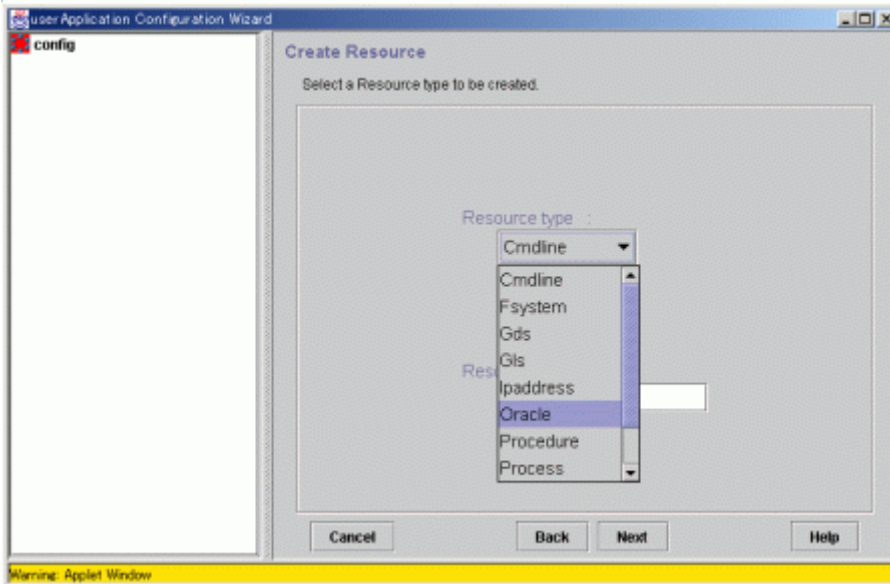 userApplication Configuration Wizard
config
Create Resource
Select a Resource type to be created.
Resource type :
Cmdline
Cmdline
Fsystem
Gds
Gls
Ipaddress
Oracle
Procedure
Process
Cancel
Back
Next
Help
Warning: Applet Window